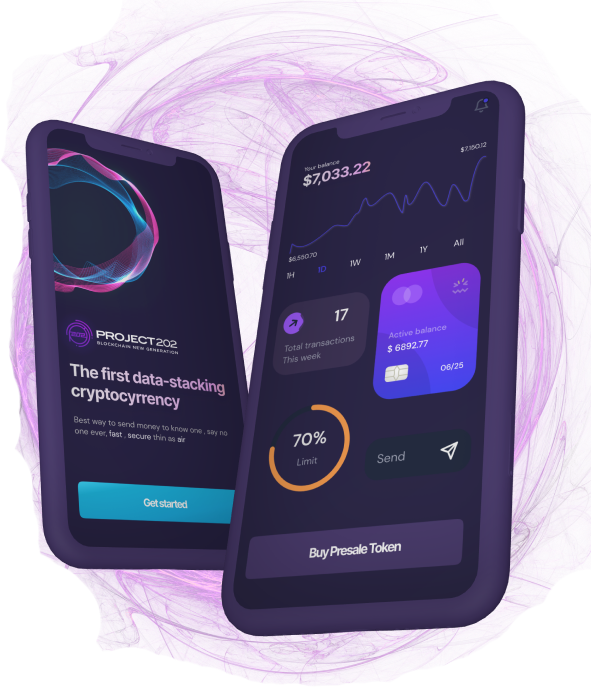 PROJECT202
BLOCKCHAIN NEW GENERATION
The first data-stacking
cryptocyrrency
Best way to send money to know one , say no
one ever, fast , secure thin as air
Get started
Your balance
$7,033.22
$7,150.12
$6,590.70
1H
1D
1W
1M
1Y
All
17
Total transactions
This week
Active balance
$ 6892.77
06/25
70%
Limit
Send
Buy Presale Token